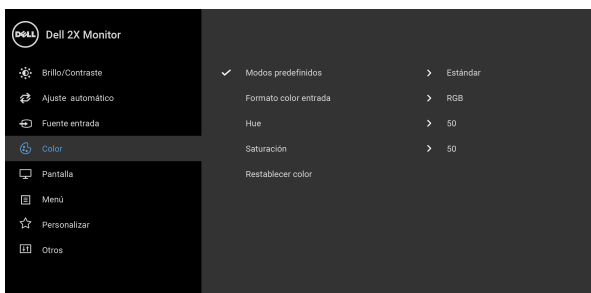 DELL Dell 2X Monitor
Brillo/Contraste Modos predefinidos Estándar
Ajuste automático Formato color entrada RGB
Fuente entrada Hue 50
Color Saturación 50
Pantalla Restablecer color
Menú
Personalizar
Otros